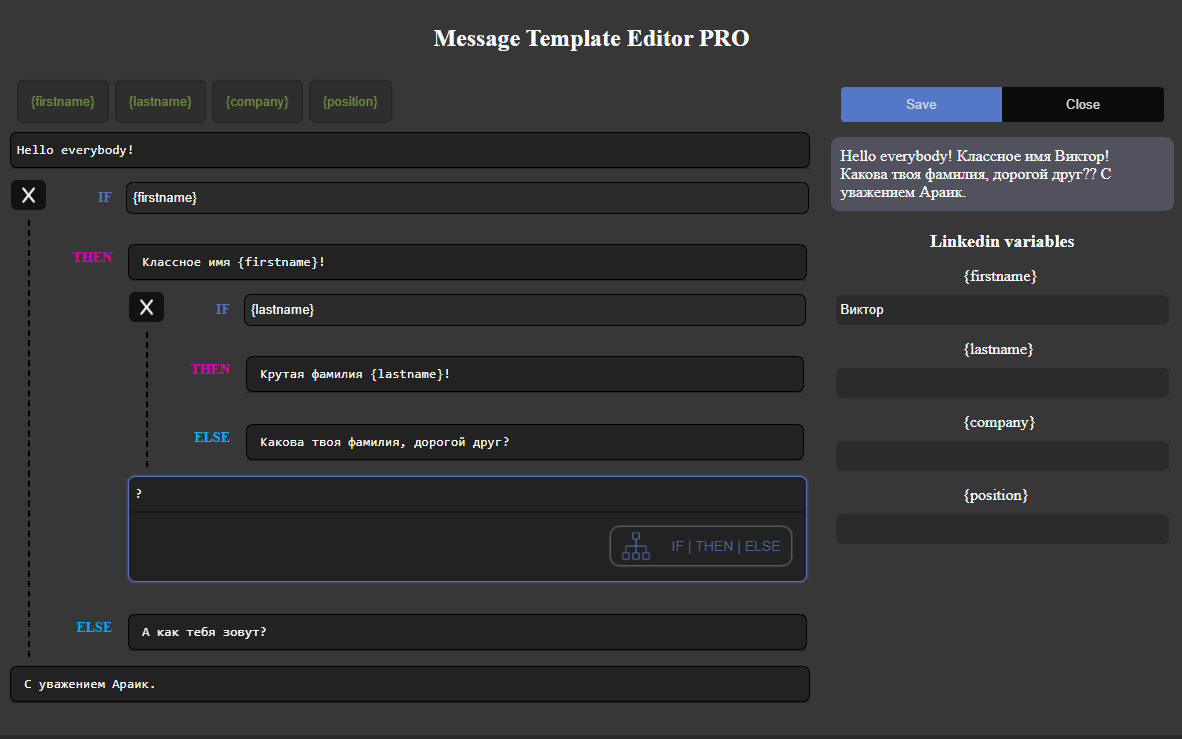 Message Template Editor PRO
{firstname} {lastname} {company} {position}
Save Close
Hello everybody!
X IF {firstname}
THEN Классное имя {firstname}!
X IF {lastname}
THEN Крутая фамилия {lastname}!
ELSE Какова твоя фамилия, дорогой друг?
?
IF | THEN | ELSE
ELSE А как тебя зовут?
С уважением Араик.
Hello everybody! Классное имя Виктор!
Какова твоя фамилия, дорогой друг?? С
уважением Араик.
Linkedin variables
{firstname}
Виктор
{lastname}
{company}
{position}